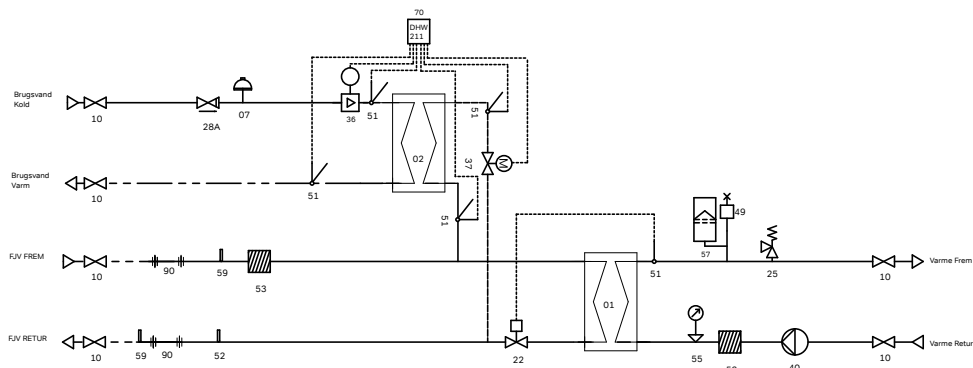 70
DHW
211
Brugsvand
Kold
10
28A
07
36
51
51
02
37
M
Brugsvand
Varm
10
51
51
49
57
FJV FREM
10
90
59
53
51
25
10
Varme Frem
01
FJV RETUR
10
59
90
52
22
55
40
10
Varme Retur